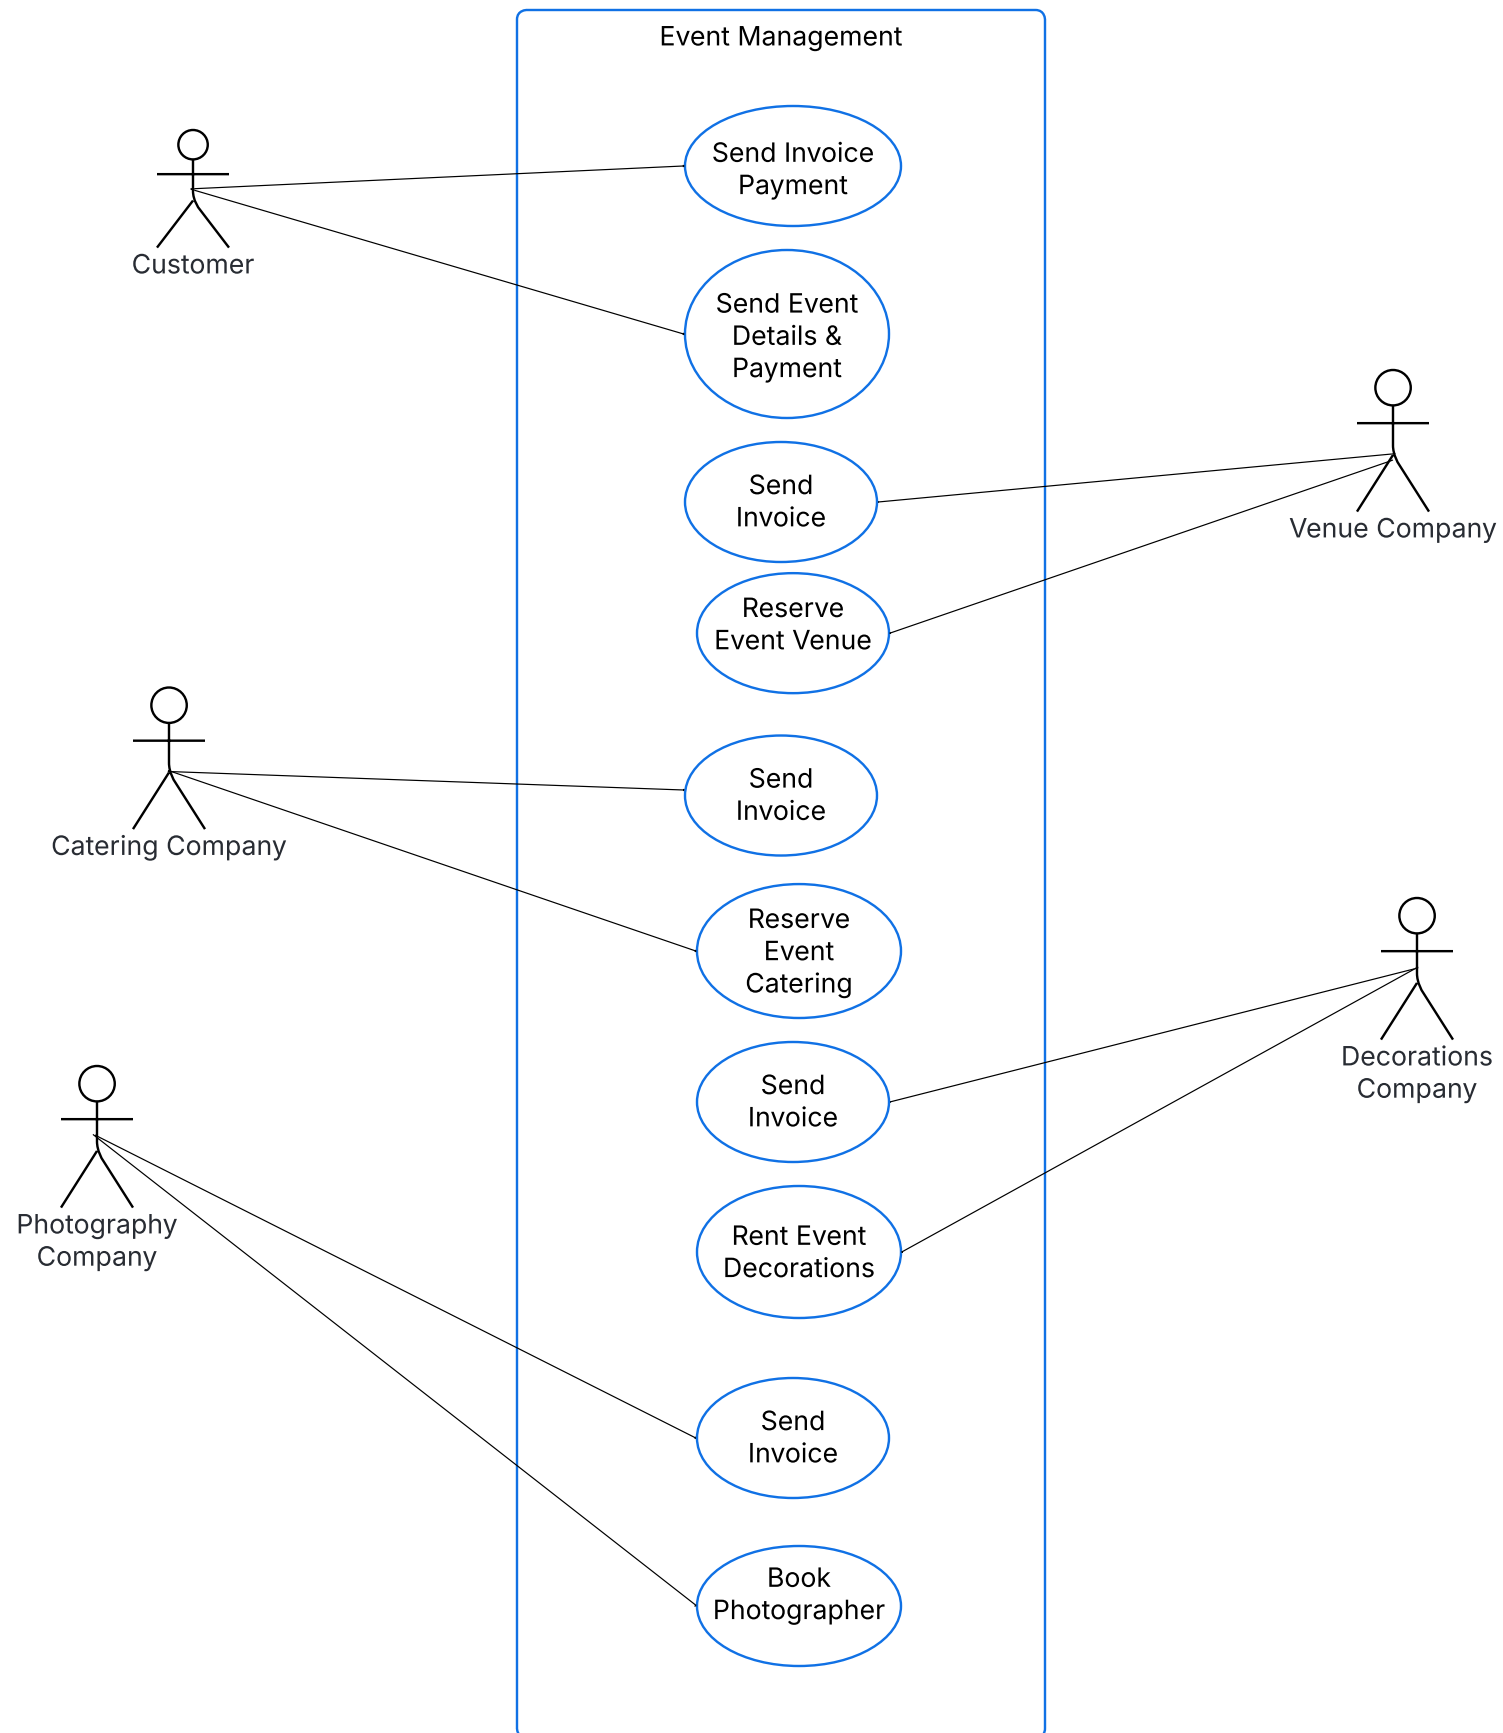 Event Management
Send Invoice
Payment
Customer
Send Event
Details &
Payment
Send
Invoice
Venue Company
Reserve
Event Venue
Send
Invoice
Catering Company
Reserve
Event
Catering
Decorations
Company
Send
Invoice
Photography
Company
Rent Event
Decorations
Send
Invoice
Book
Photographer